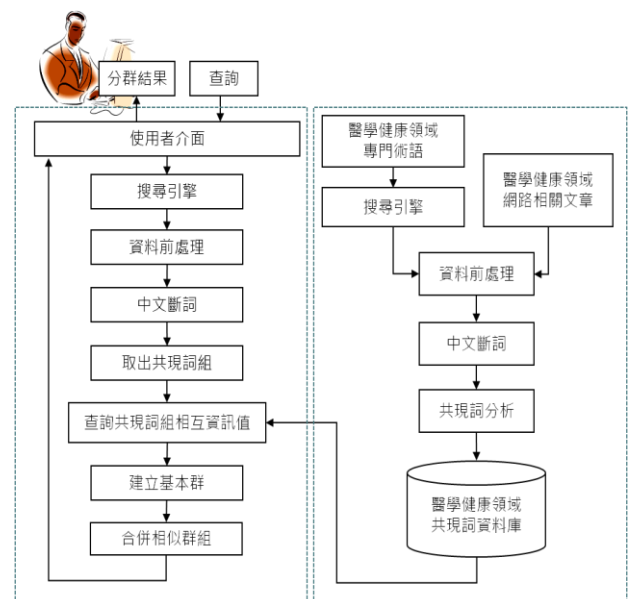 分群結果
查詢
使用者介面
搜尋引擎
資料前處理
中文斷詞
取出共現詞組
查詢共現詞組相互資訊值
建立基本群
合併相似群組
醫學健康領域
專門術語
搜尋引擎
醫學健康領域
網路相關文章
資料前處理
中文斷詞
共現詞分析
醫學健康領域
共現詞資料庫